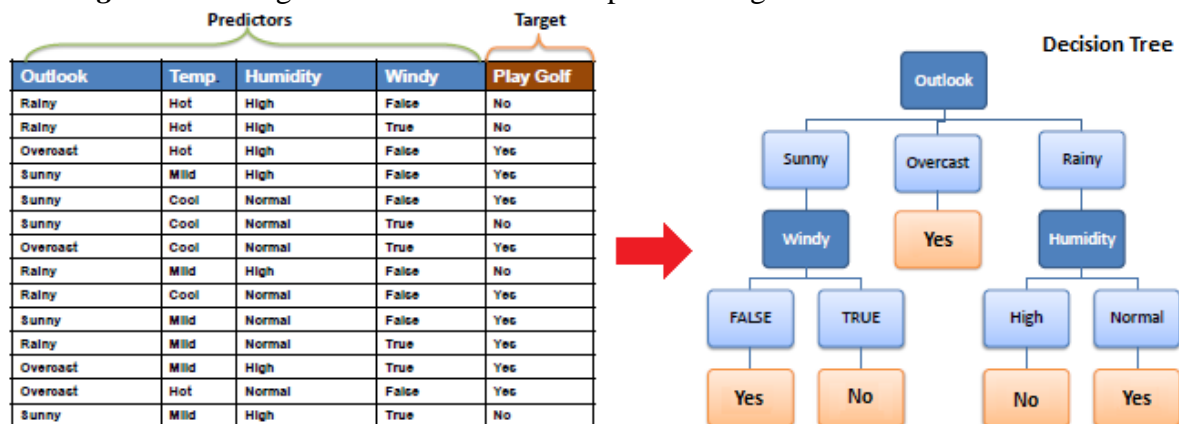 Predictors Target
Outlook Temp. Humidity Windy Play Golf
Rainy Hot High False No
Rainy Hot High True No
Overcast Hot High False Yes
Sunny Mild High False Yes
Sunny Cool Normal False Yes
Sunny Cool Normal True No
Overcast Cool Normal True Yes
Rainy Mild High False No
Rainy Cool Normal False Yes
Sunny Mild Normal False Yes
Rainy Mild Normal True Yes
Overcast Mild High True Yes
Overcast Hot Normal False Yes
Sunny Mild High True No
Decision Tree
Outlook
Sunny Overcast Rainy
Windy Yes Humidity
FALSE TRUE High Normal
Yes No No Yes